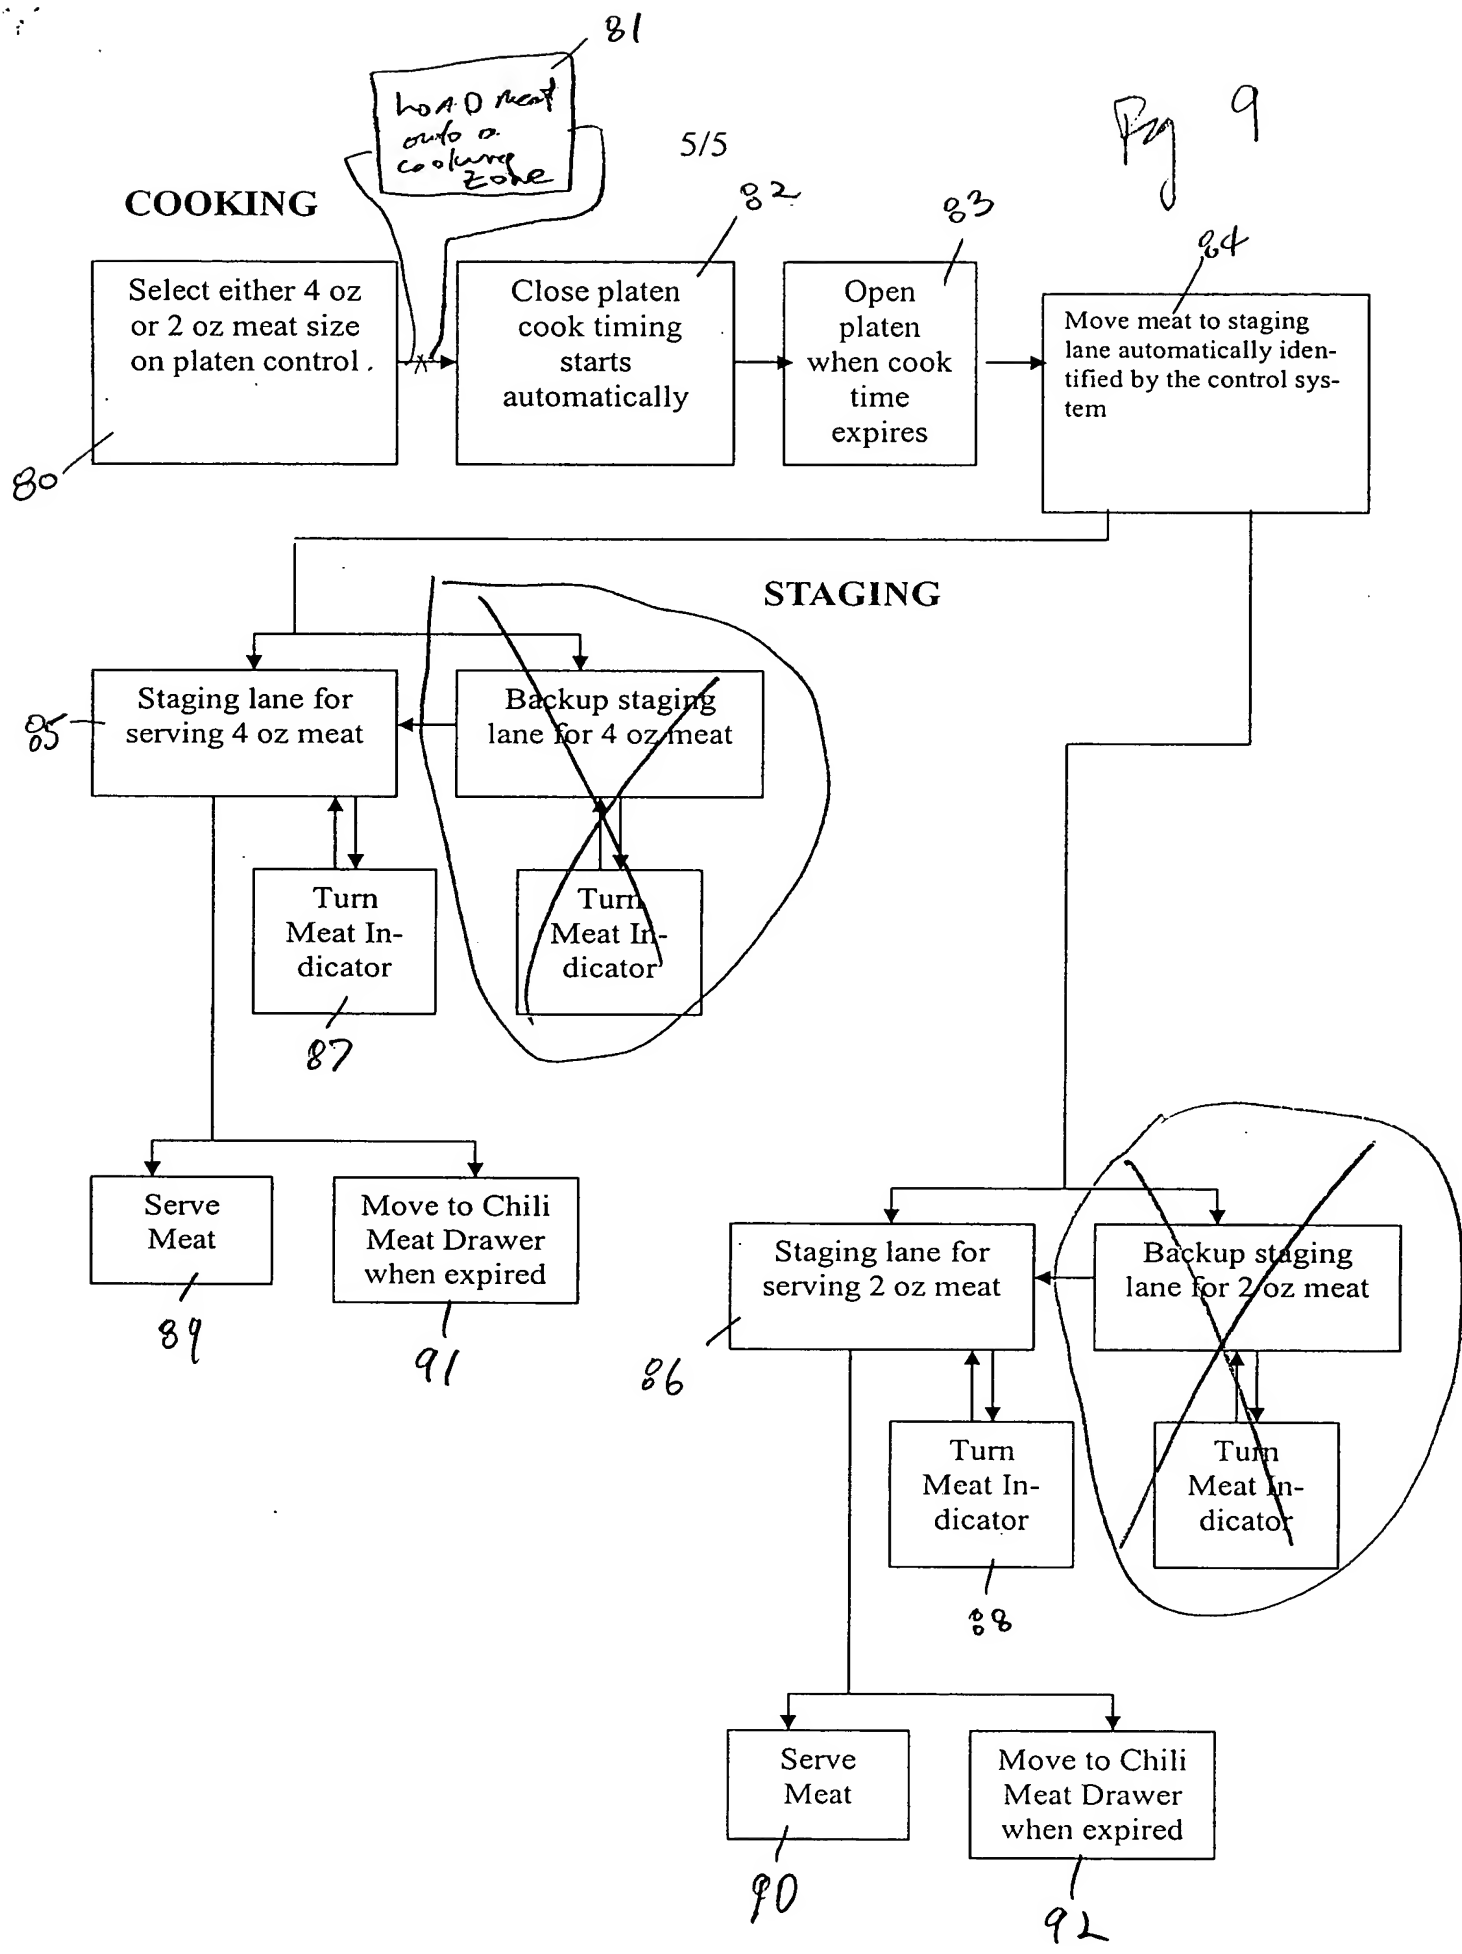 81
LOAD meat
onto a
cooking
zone
5/5
Fig 9
COOKING
82
83
84
Select either 4 oz
or 2 oz meat size
on platen control.
80
Close platen
cook timing
starts
automatically
Open
platen
when cook
time
expires
Move meat to staging
lane automatically iden-
tified by the control sys-
tem
STAGING
Staging lane for
serving 4 oz meat
85
Backup staging
lane for 4 oz meat
Turn
Meat In-
dicator
87
Turn
Meat In-
dicator
Serve
Meat
89
Move to Chili
Meat Drawer
when expired
91
Staging lane for
serving 2 oz meat
86
Backup staging
lane for 2 oz meat
Turn
Meat In-
dicator
88
Turn
Meat In-
dicator
Serve
Meat
90
Move to Chili
Meat Drawer
when expired
92